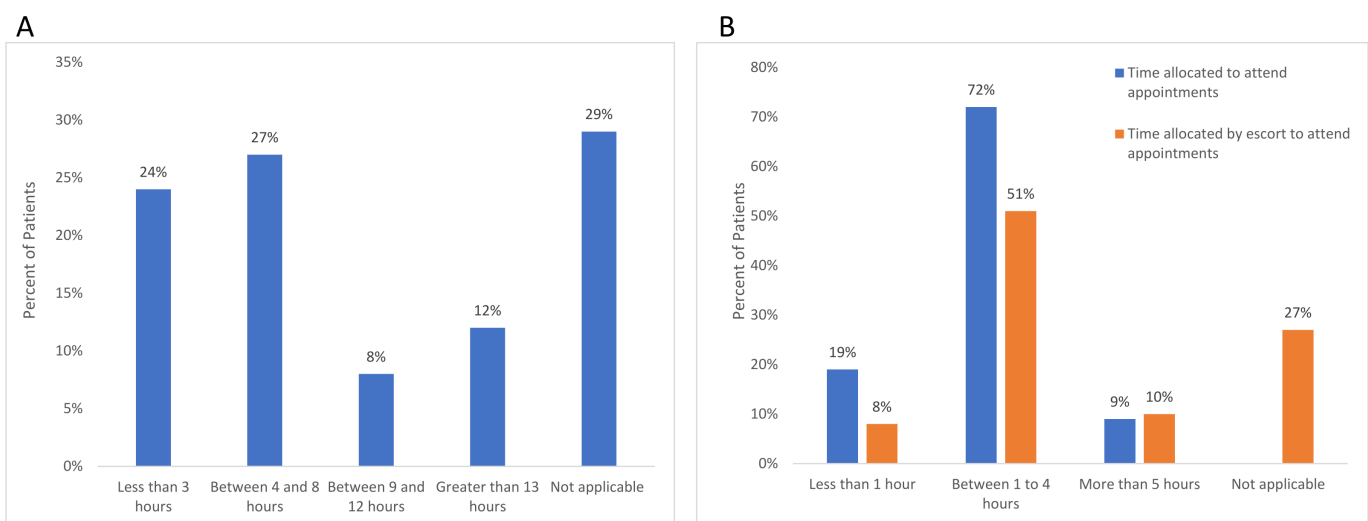 A
35%
30%
25%
20%
15%
10%
5%
0%
Percent of Patients
24%
27%
8%
12%
29%
Less than 3
hours
Between 4 and 8
hours
Between 9 and
12 hours
Greater than 13
hours
Not applicable
B
80%
70%
60%
50%
40%
30%
20%
10%
0%
Percent of Patients
Time allocated to attend
appointments
Time allocated by escort to attend
appointments
19%
8%
72%
51%
9%
10%
27%
Less than 1 hour
Between 1 to 4
hours
More than 5 hours
Not applicable